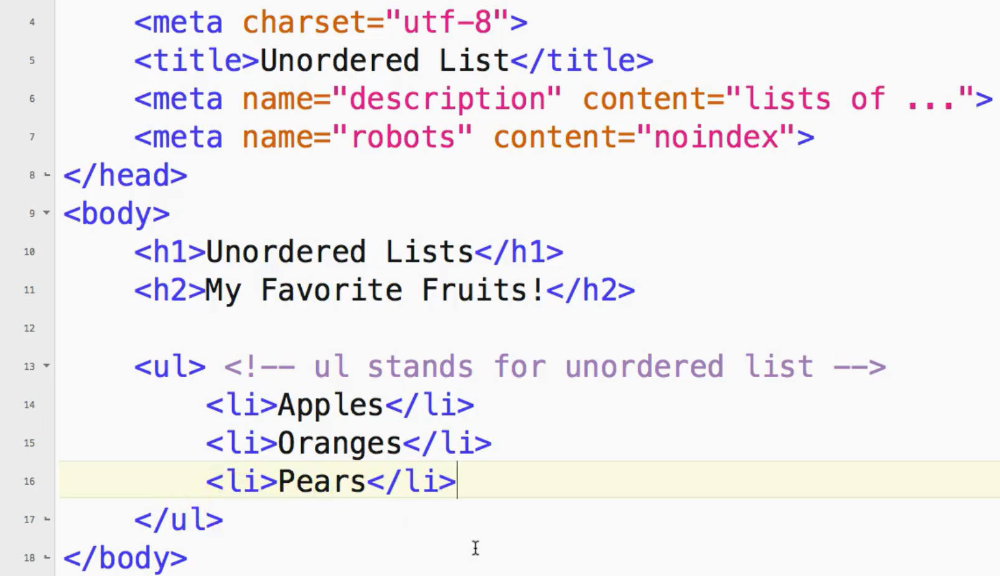 4 <meta charset="utf-8">
5 <title>Unordered List</title>
6 <meta name="description" content="lists of ...">
7 <meta name="robots" content="noindex">
8 </head>
9 <body>
10 <h1>Unordered Lists</h1>
11 <h2>My Favorite Fruits!</h2>
12
13 <ul> <!-- ul stands for unordered list -->
14 <li>Apples</li>
15 <li>Oranges</li>
16 <li>Pears</li>
17 </ul>
18 </body>